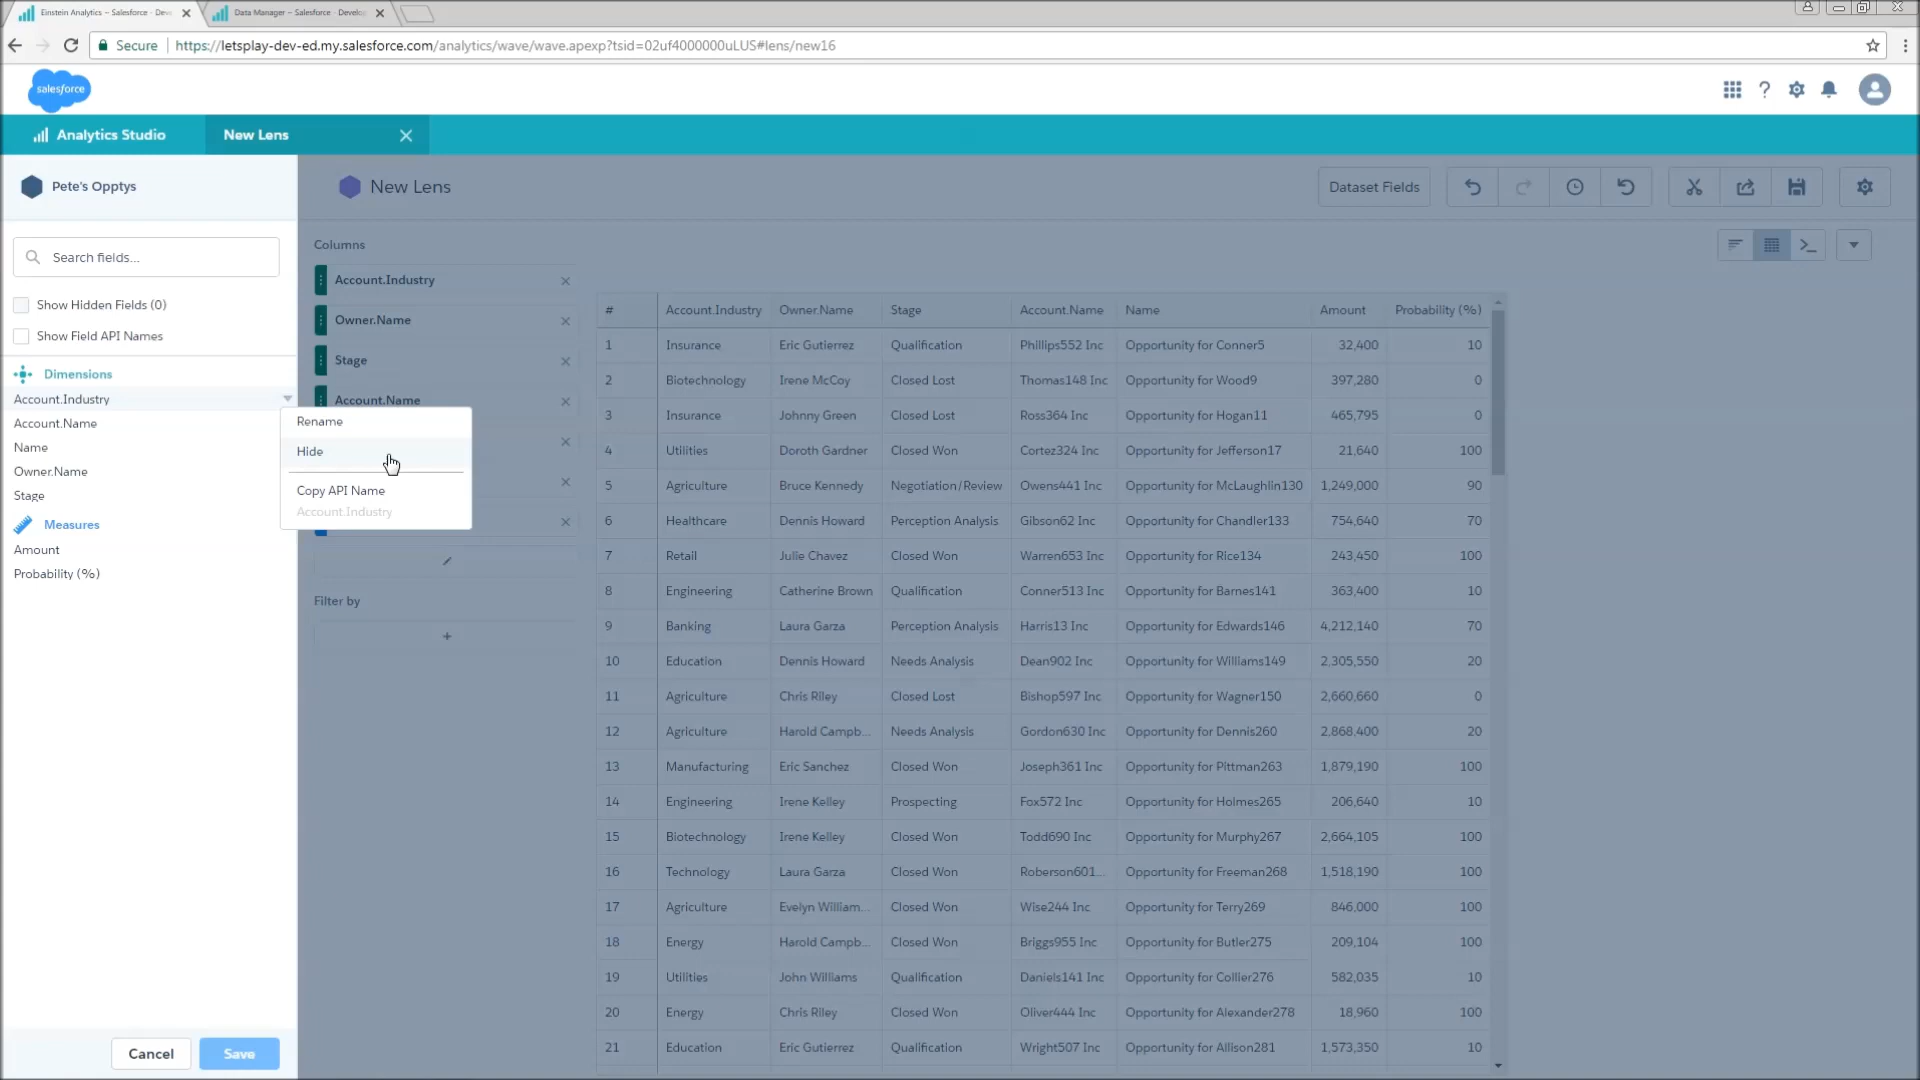 Einstein Analytics – Salesforce - Dev
Data Manager – Salesforce - Develo
Secure
https://letsplay-dev-ed.my.salesforce.com/analytics/wave/wave.apexp?tsid=02uf4000000uLUS#lens/new16
salesforce
Analytics Studio
New Lens
Pete's Opptys
New Lens
Dataset Fields
Search fields...
Show Hidden Fields (0)
Show Field API Names
Dimensions
Account.Industry
Account.Name
Name
Owner.Name
Stage
Measures
Amount
Probability (%)
Rename
Hide
Copy API Name
Account.Industry
Cancel
Save
Columns
Account.Industry
Owner.Name
Stage
Account.Name
Filter by
# Account.Industry Owner.Name Stage Account.Name Name Amount Probability (%)
1 Insurance Eric Gutierrez Qualification Phillips552 Inc Opportunity for Conner5 32,400 10
2 Biotechnology Irene McCoy Closed Lost Thomas148 Inc Opportunity for Wood9 397,280 0
3 Insurance Johnny Green Closed Lost Ross364 Inc Opportunity for Hogan11 465,795 0
4 Utilities Doroth Gardner Closed Lost Cortez324 Inc Opportunity for Jefferson17 21,640 100
5 Agriculture Bruce Kennedy Negotiation/Review Owens441 Inc Opportunity for McLaughlin130 1,249,000 90
6 Healthcare Dennis Howard Perception Analysis Gibson62 Inc Opportunity for Chandler133 754,640 70
7 Retail Julie Chavez Closed Won Warren653 Inc Opportunity for Rice134 243,450 100
8 Engineering Catherine Brown Qualification Conner513 Inc Opportunity for Barnes141 363,400 10
9 Banking Laura Garza Perception Analysis Harris13 Inc Opportunity for Edwards146 4,212,140 70
10 Education Dennis Howard Needs Analysis Dean902 Inc Opportunity for Williams149 2,305,550 20
11 Agriculture Chris Riley Closed Lost Bishop597 Inc Opportunity for Wagner150 2,660,660 0
12 Agriculture Harold Campb... Needs Analysis Gordon630 Inc Opportunity for Dennis260 2,868,400 20
13 Manufacturing Eric Sanchez Closed Won Joseph361 Inc Opportunity for Pittman263 1,879,190 100
14 Engineering Irene Kelley Prospecting Fox572 Inc Opportunity for Holmes265 206,640 10
15 Biotechnology Irene Kelley Closed Won Todd690 Inc Opportunity for Murphy267 2,664,105 100
16 Technology Laura Garza Closed Won Roberson601... Opportunity for Freeman268 1,518,190 100
17 Agriculture Evelyn William... Closed Won Wise244 Inc Opportunity for Terry269 846,000 100
18 Energy Harold Campb... Closed Won Briggs955 Inc Opportunity for Butler275 209,104 100
19 Utilities John Williams Qualification Daniels141 Inc Opportunity for Collier276 582,035 10
20 Energy Chris Riley Closed Won Oliver444 Inc Opportunity for Alexander278 18,960 100
21 Education Eric Gutierrez Qualification Wright507 Inc Opportunity for Allison281 1,573,350 10